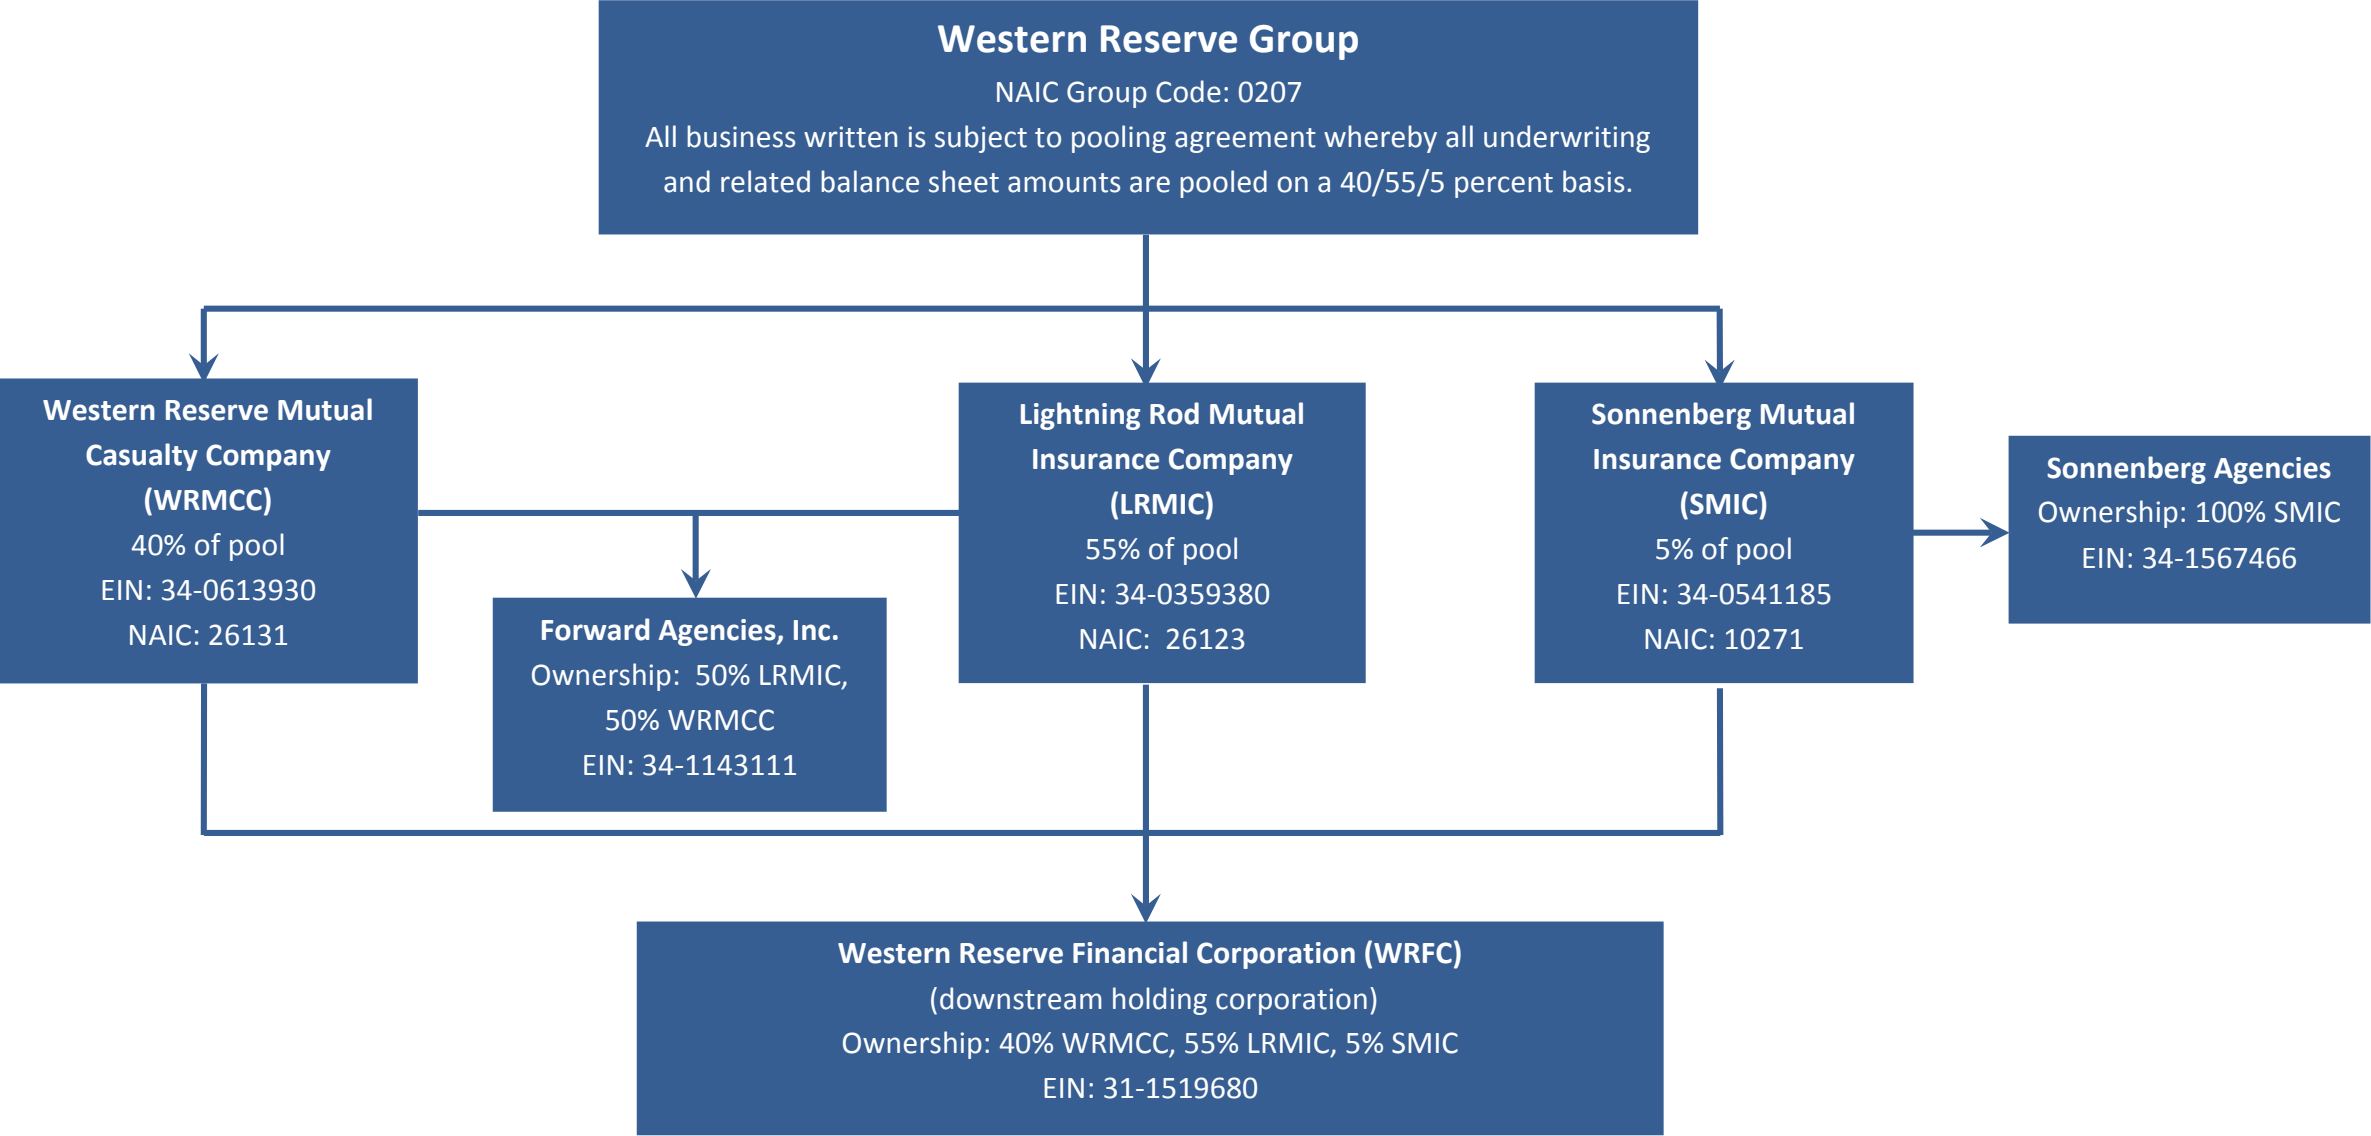 Western Reserve Group
NAIC Group Code: 0207
All business written is subject to pooling agreement whereby all underwriting
and related balance sheet amounts are pooled on a 40/55/5 percent basis.
Western Reserve Mutual
Casualty Company
(WRMCC)
40% of pool
EIN: 34-0613930
NAIC: 26131
Forward Agencies, Inc.
Ownership:  50% LRMIC,
50% WRMCC
EIN: 34-1143111
Lightning Rod Mutual
Insurance Company
(LRMIC)
55% of pool
EIN: 34-0359380
NAIC:  26123
Sonnenberg Mutual
Insurance Company
(SMIC)
5% of pool
EIN: 34-0541185
NAIC: 10271
Sonnenberg Agencies
Ownership: 100% SMIC
EIN: 34-1567466
Western Reserve Financial Corporation (WRFC)
(downstream holding corporation)
Ownership: 40% WRMCC, 55% LRMIC, 5% SMIC
EIN: 31-1519680